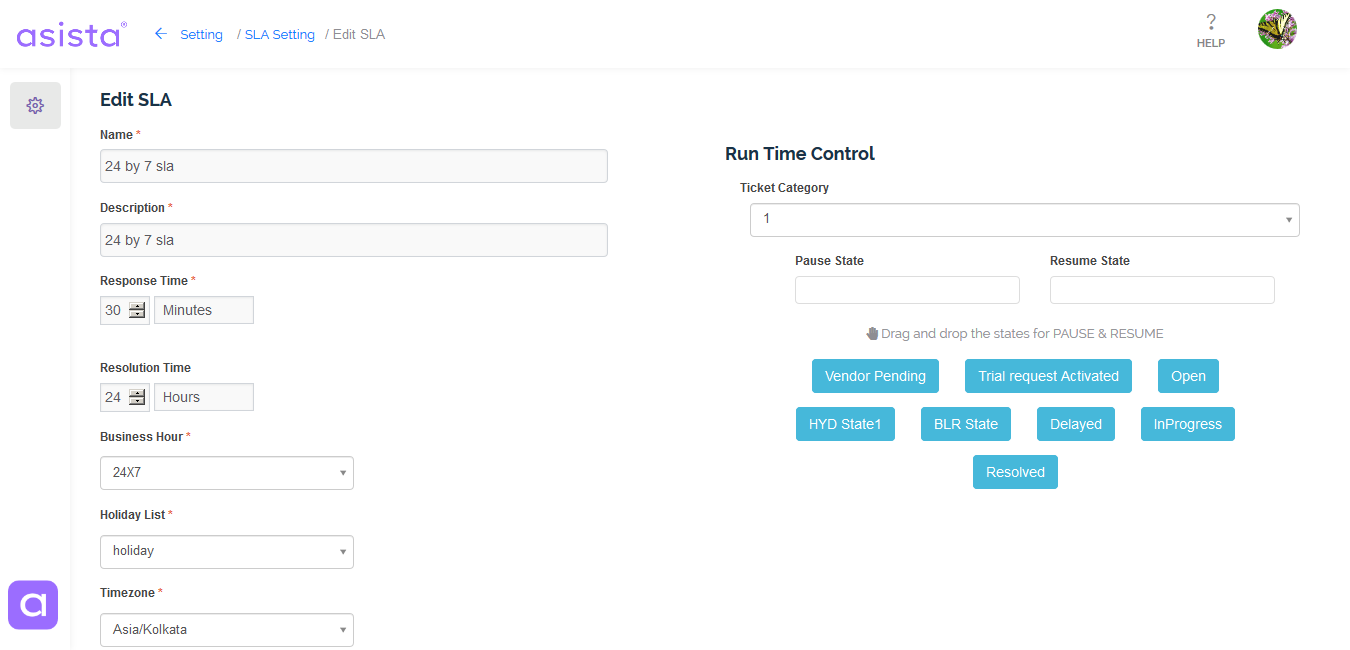 asista®
Setting / SLA Setting / Edit SLA
?
HELP
Edit SLA
Name *
24 by 7 sla
Description *
24 by 7 sla
Response Time *
30 Minutes
Resolution Time
24 Hours
Business Hour *
24X7
Holiday List *
holiday
Timezone *
Asia/Kolkata
Run Time Control
Ticket Category
1
Pause State Resume State
Drag and drop the states for PAUSE & RESUME
Vendor Pending Trial request Activated Open
HYD State1 BLR State Delayed InProgress
Resolved
a